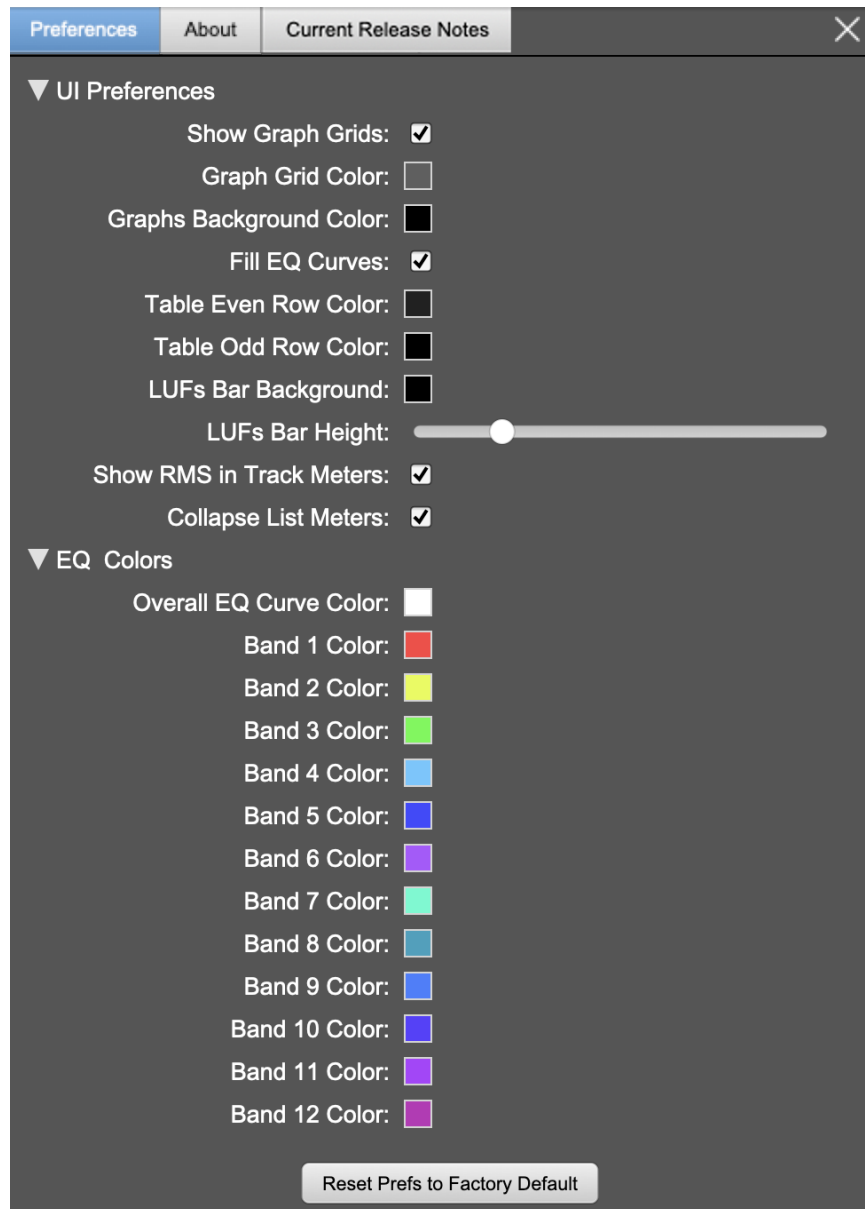 Preferences About Current Release Notes
UI Preferences
Show Graph Grids:
Graph Grid Color:
Graphs Background Color:
Fill EQ Curves:
Table Even Row Color:
Table Odd Row Color:
LUFs Bar Background:
LUFs Bar Height:
Show RMS in Track Meters:
Collapse List Meters:
EQ  Colors
Overall EQ Curve Color:
Band 1 Color:
Band 2 Color:
Band 3 Color:
Band 4 Color:
Band 5 Color:
Band 6 Color:
Band 7 Color:
Band 8 Color:
Band 9 Color:
Band 10 Color:
Band 11 Color:
Band 12 Color:
Reset Prefs to Factory Default